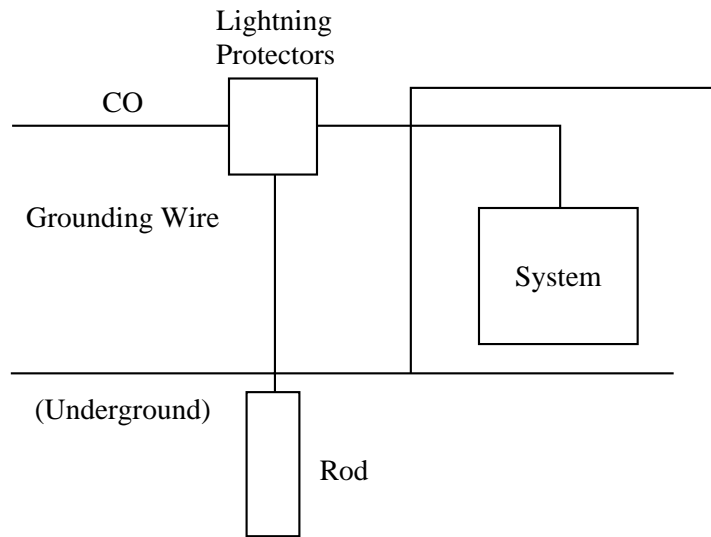 Lightning
Protectors
CO
Grounding Wire
System
(Underground)
Rod